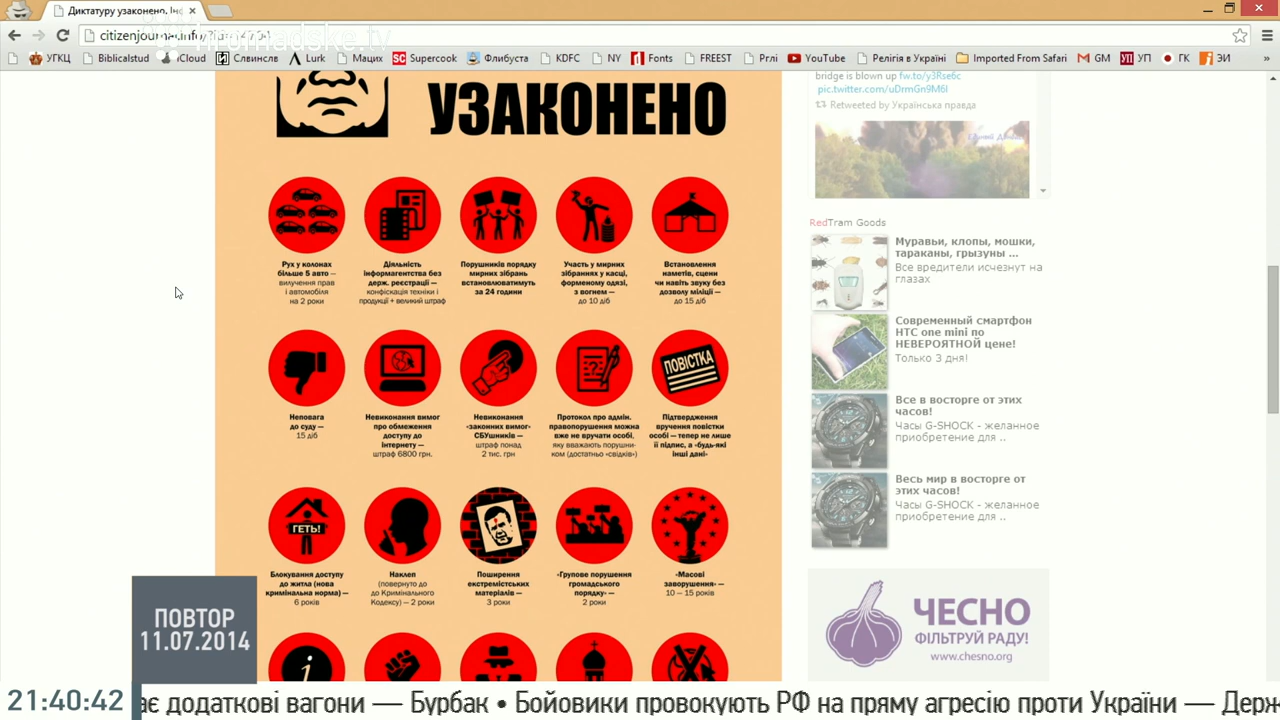 Диктатуру узаконено. Інс
citizenjournal.info
hromadske.tv
УГКЦ
Biblicalstud
iCloud
Сливинслв
Lurk
Мацих
Supercook
Флибуста
KDFC
NY
Fonts
FREEST
Рглі
YouTube
Релігія в Україні
Imported From Safari
GM
УП
ГК
ЭИ
»
УЗАКОНЕНО
Рух у колонах
більше 5 авто —
вилучення прав
і автомобіля
на 2 роки
Діяльність
інформагентства без
держ. реєстрації —
конфіскація техніки і
продукції + великий штраф
Порушників порядку
мирних зібрань
встановлюватимуть
за 24 години
Участь у мирних
зібраннях у касці,
форменому одязі,
з вогнем —
до 10 діб
Встановлення
наметів, сцени
чи навіть звуку без
дозволу міліції —
до 15 діб
ПОВІСТКА
Неповага
до суду —
15 діб
Невиконання вимог
про обмеження
доступу до
інтернету —
штраф 6800 грн.
Невиконання
«законних вимог»
СБУшників —
штраф понад
2 тис. грн
Протокол про адмін.
правопорушення можна
вже не вручати особі,
яку вважають порушни-
ком (достатньо «свідків»)
Підтвердження
вручення повістки
особі — тепер не лише
її підпис, а «будь-які
інші дані»
ГЕТЬ!
Блокування доступу
до житла (нова
кримінальна норма) —
6 років
Наклеп
(повернуто до
до Кримінального
Кодексу) — 2 роки
Поширення
екстремістських
матеріалів —
3 роки
«Групове порушення
громадського
порядку» —
2 роки
«Масові
заворушення» —
10 — 15 років
i
bridge is blown up fw.to/y3Rse6c
pic.twitter.com/uDrmGn9M6I
Retweeted by Українська правда
RedTram Goods
Муравьи, клопы, мошки,
тараканы, грызуны ...
Все вредители исчезнут на
глазах
Современный смартфон
HTC one mini по
НЕВЕРОЯТНОЙ цене!
Только 3 дня!
Все в восторге от этих
часов!
Часы G-SHOCK - желанное
приобретение для ..
Весь мир в восторге от
этих часов!
Часы G-SHOCK - желанное
приобретение для ..
ЧЕСНО
ФІЛЬТРУЙ РАДУ!
www.chesno.org
ПОВТОР
11.07.2014
21:40:42
ає додаткові вагони — Бурбак • Бойовики провокують РФ на пряму агресію проти України — Держ